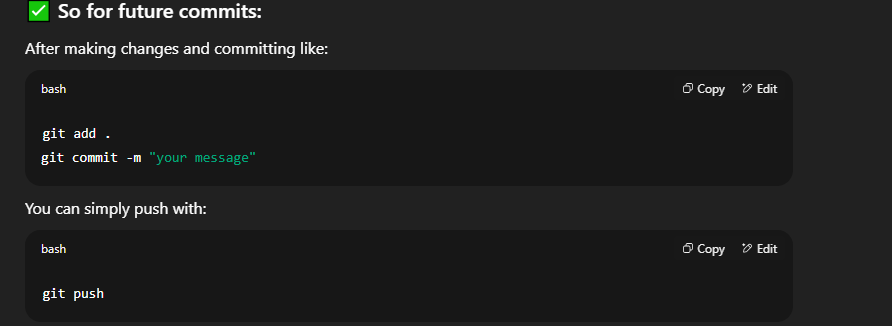 ✅ So for future commits:
After making changes and committing like:
bash Copy Edit
git add .
git commit -m "your message"
You can simply push with:
bash Copy Edit
git push